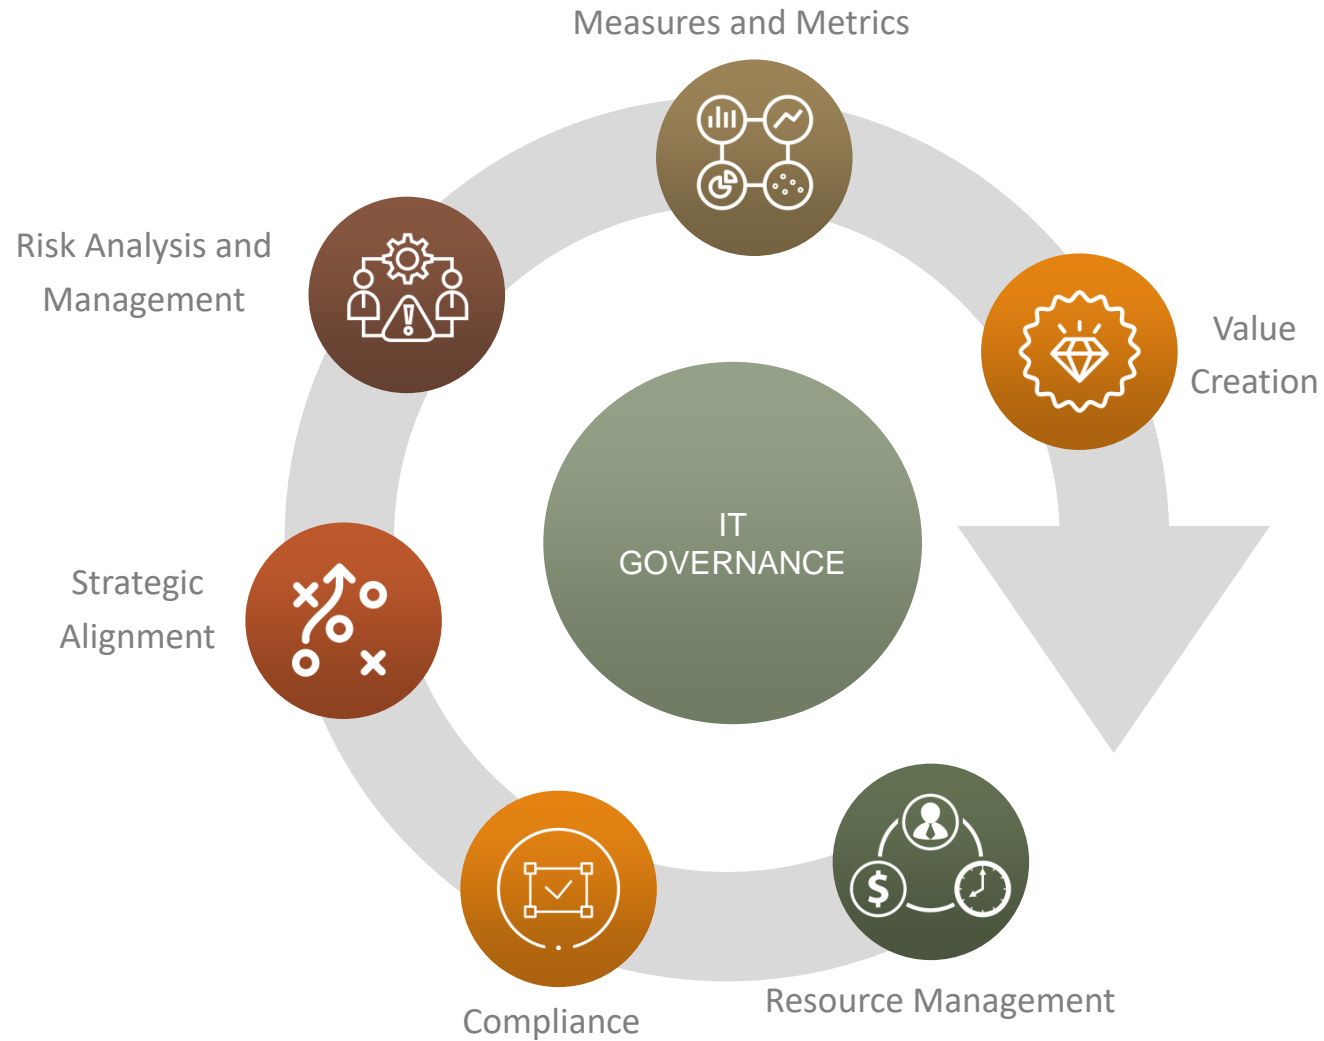 Measures and Metrics
Risk Analysis and
Management
Value
Creation
IT
GOVERNANCE
Strategic
Alignment
$
Resource Management
Compliance